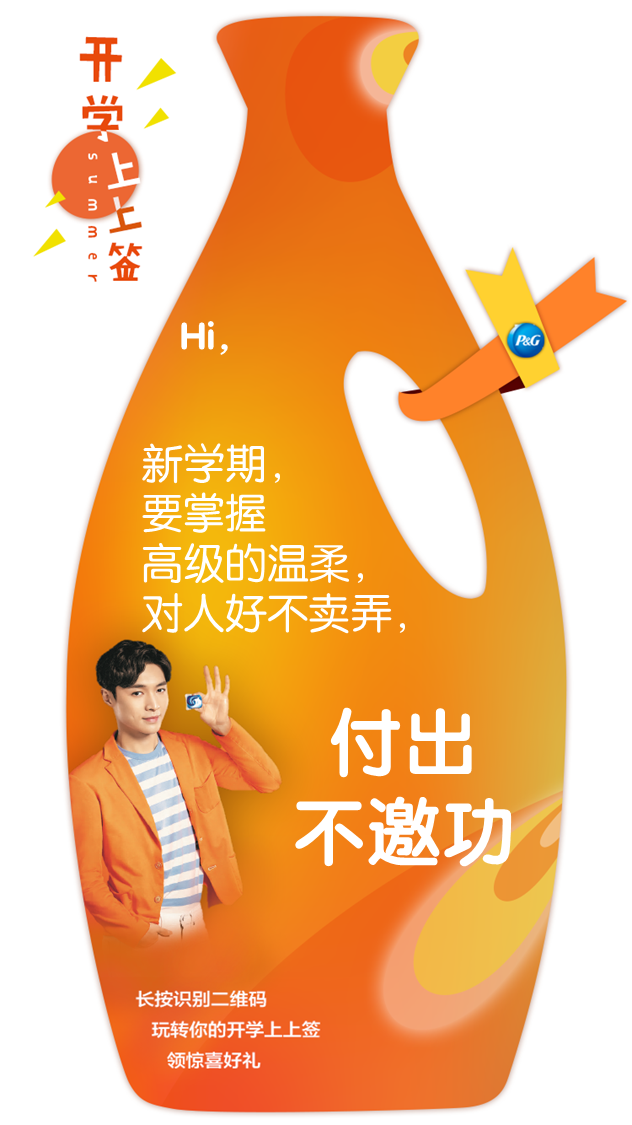 开学
上上签
summer
Hi,
P&G
新学期，
要掌握
高级的温柔，
对人好不卖弄，
付出
不邀功
长按识别二维码
玩转你的开学上上签
领惊喜好礼